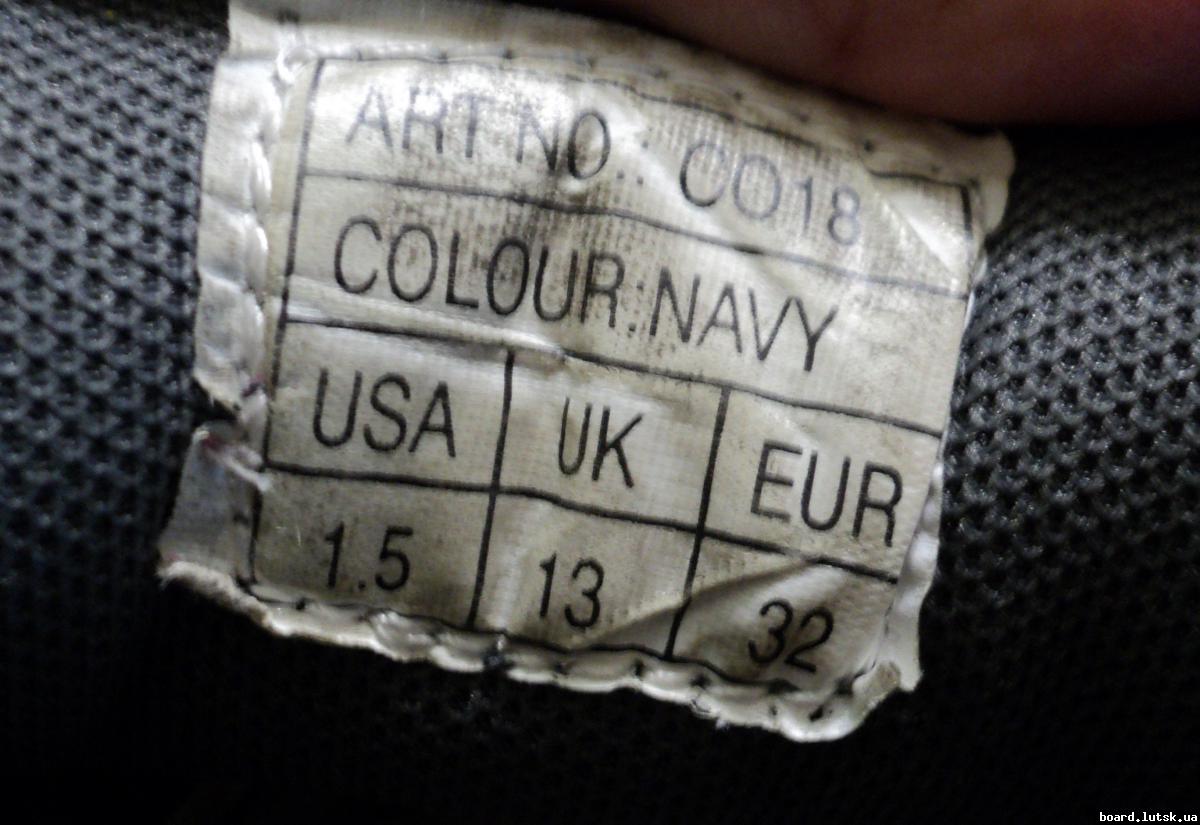 ART NO.: CO18
COLOUR:NAVY
USA UK EUR
1.5 13 32
board.lutsk.ua